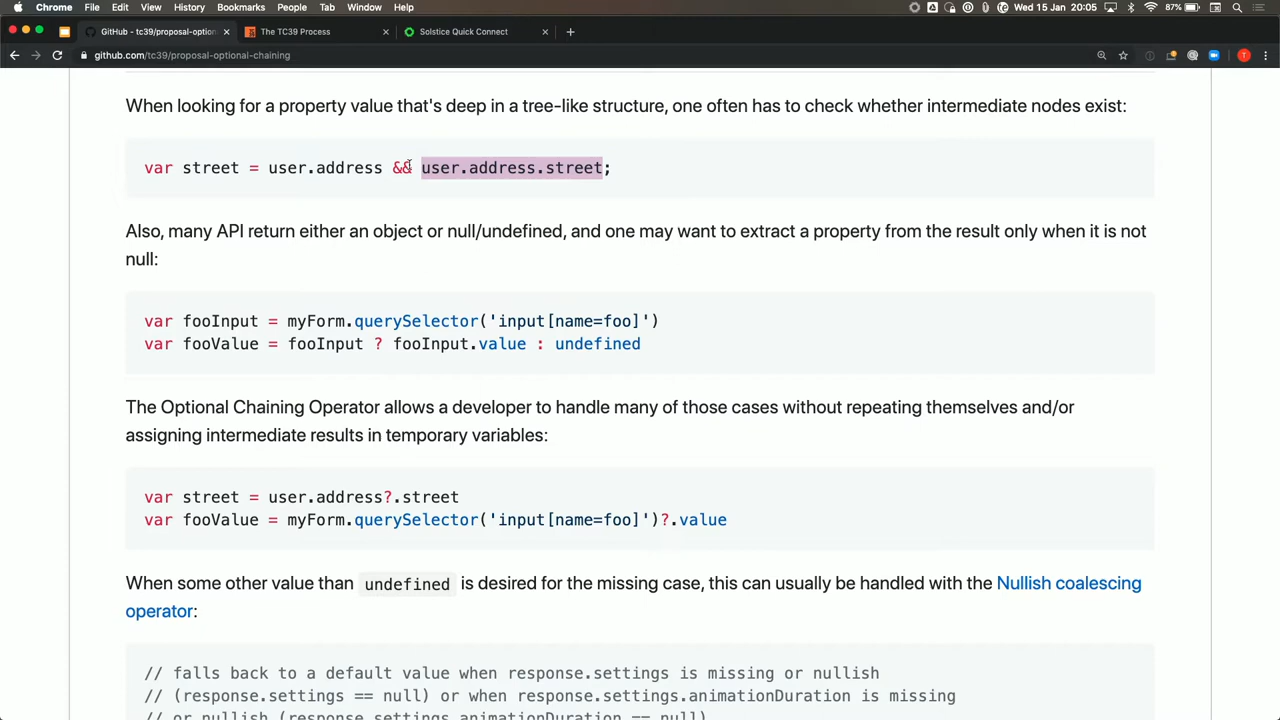 Chrome File Edit View History Bookmarks People Tab Window Help Wed 15 Jan 20:05 87%
GitHub - tc39/proposal-option × The TC39 Process × Solstice Quick Connect × +
github.com/tc39/proposal-optional-chaining T
When looking for a property value that's deep in a tree-like structure, one often has to check whether intermediate nodes exist:
var street = user.address && user.address.street;
Also, many API return either an object or null/undefined, and one may want to extract a property from the result only when it is not
null:
var fooInput = myForm.querySelector('input[name=foo]')
var fooValue = fooInput ? fooInput.value : undefined
The Optional Chaining Operator allows a developer to handle many of those cases without repeating themselves and/or
assigning intermediate results in temporary variables:
var street = user.address?.street
var fooValue = myForm.querySelector('input[name=foo]')?.value
When some other value than undefined is desired for the missing case, this can usually be handled with the Nullish coalescing
operator:
// falls back to a default value when response.settings is missing or nullish
// (response.settings == null) or when response.settings.animationDuration is missing
// or nullish (response.settings.animationDuration == null)